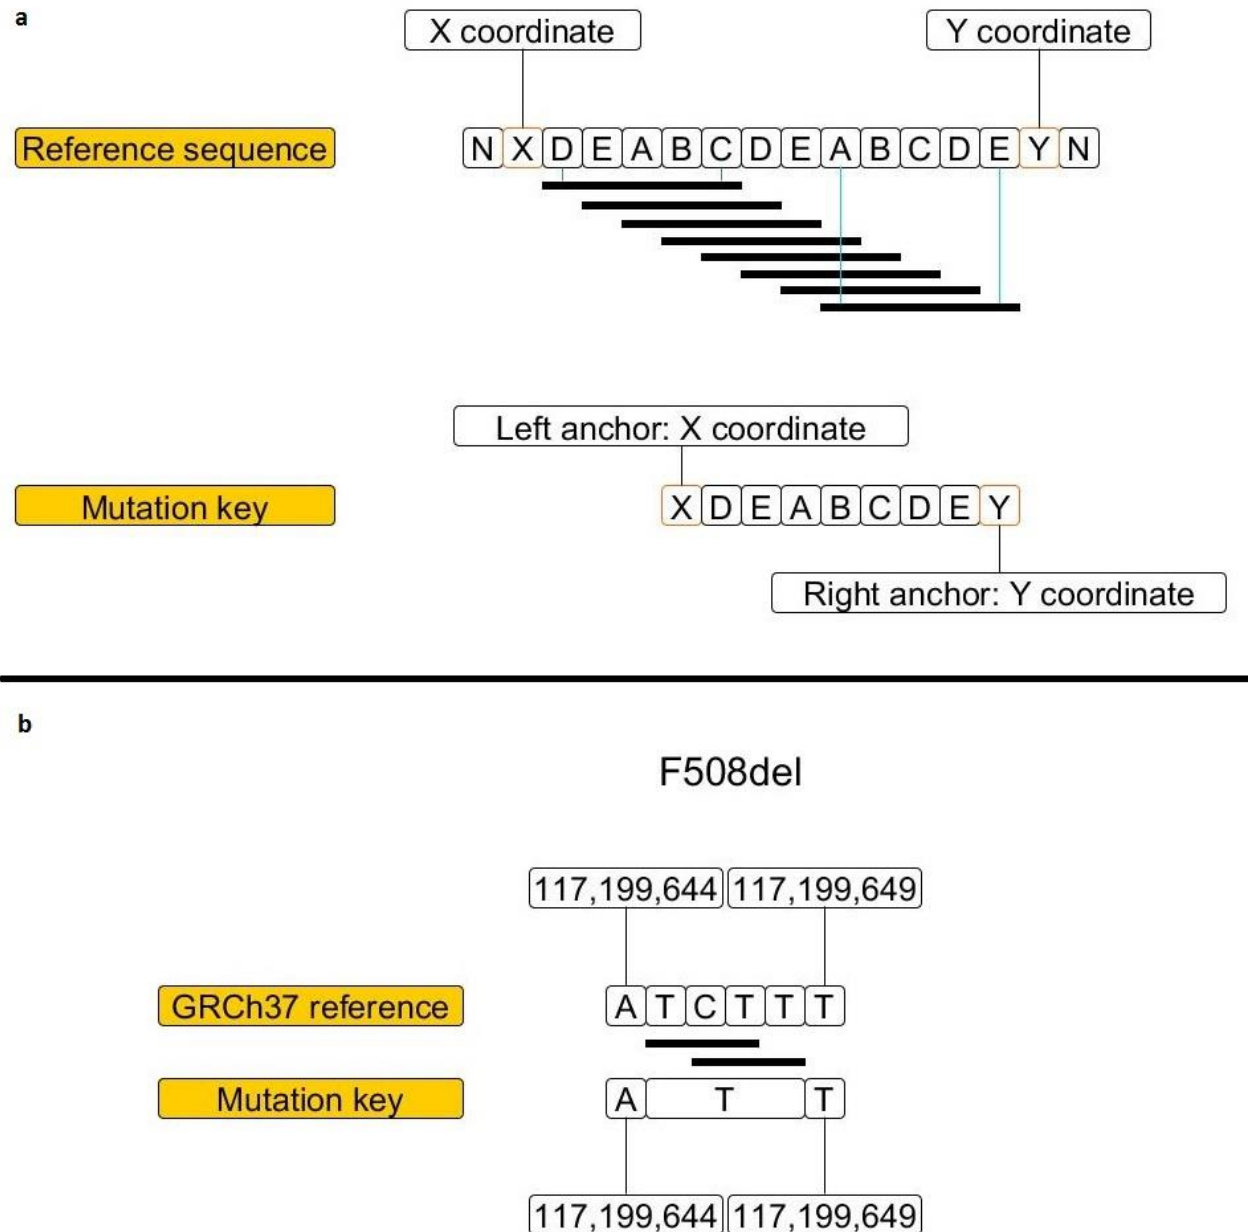 a
X coordinate Y coordinate
Reference sequence N X D E A B C D E A B C D E Y N
Left anchor: X coordinate
Mutation key X D E A B C D E Y
Right anchor: Y coordinate
b
F508del
117,199,644 117,199,649
GRCh37 reference A T C T T T
Mutation key A T T
117,199,644 117,199,649